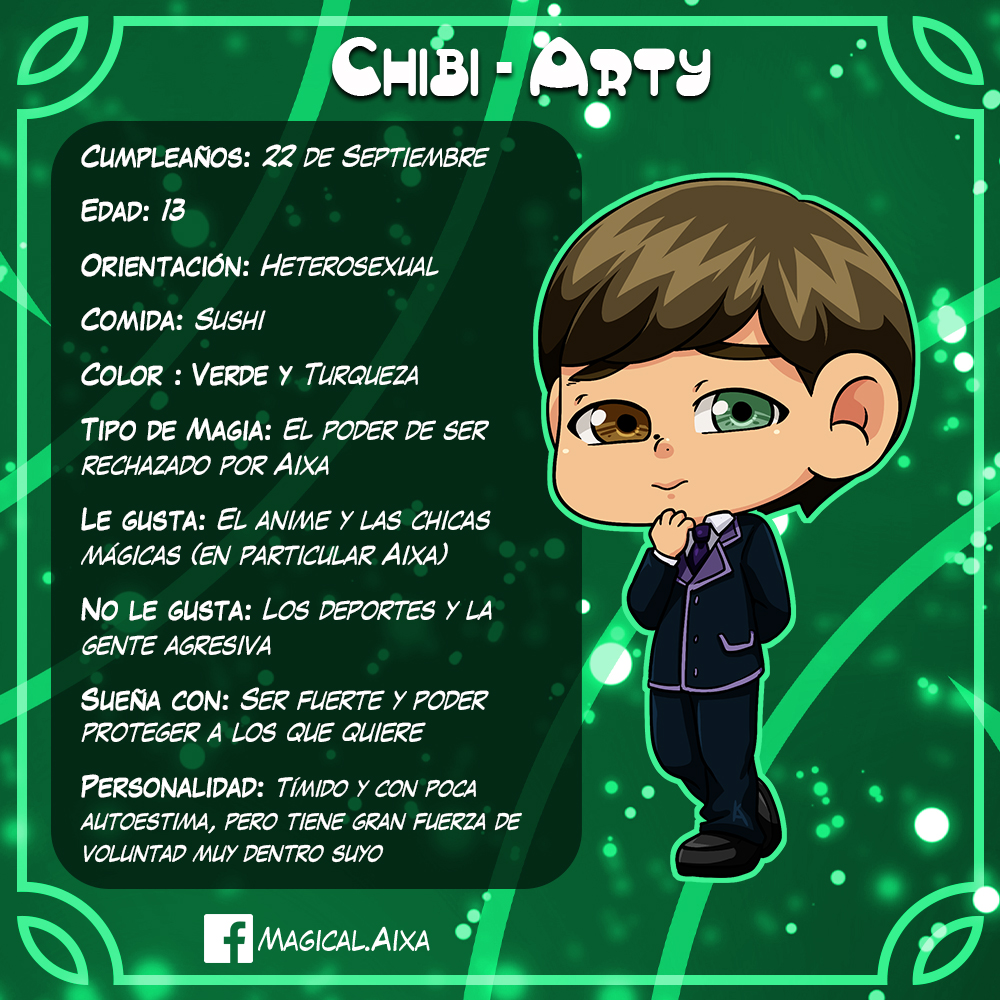 Chibi - Arty
Cumpleaños: 22 de Septiembre
Edad: 13
Orientación: Heterosexual
Comida: Sushi
Color : Verde y Turqueza
Tipo de Magia: El poder de ser
rechazado por Aixa
Le gusta: El anime y las chicas
mágicas (en particular Aixa)
No le gusta: Los deportes y la
gente agresiva
Sueña con: Ser fuerte y poder
proteger a los que quiere
Personalidad: Tímido y con poca
autoestima, pero tiene gran fuerza de
voluntad muy dentro suyo
Magical.Aixa